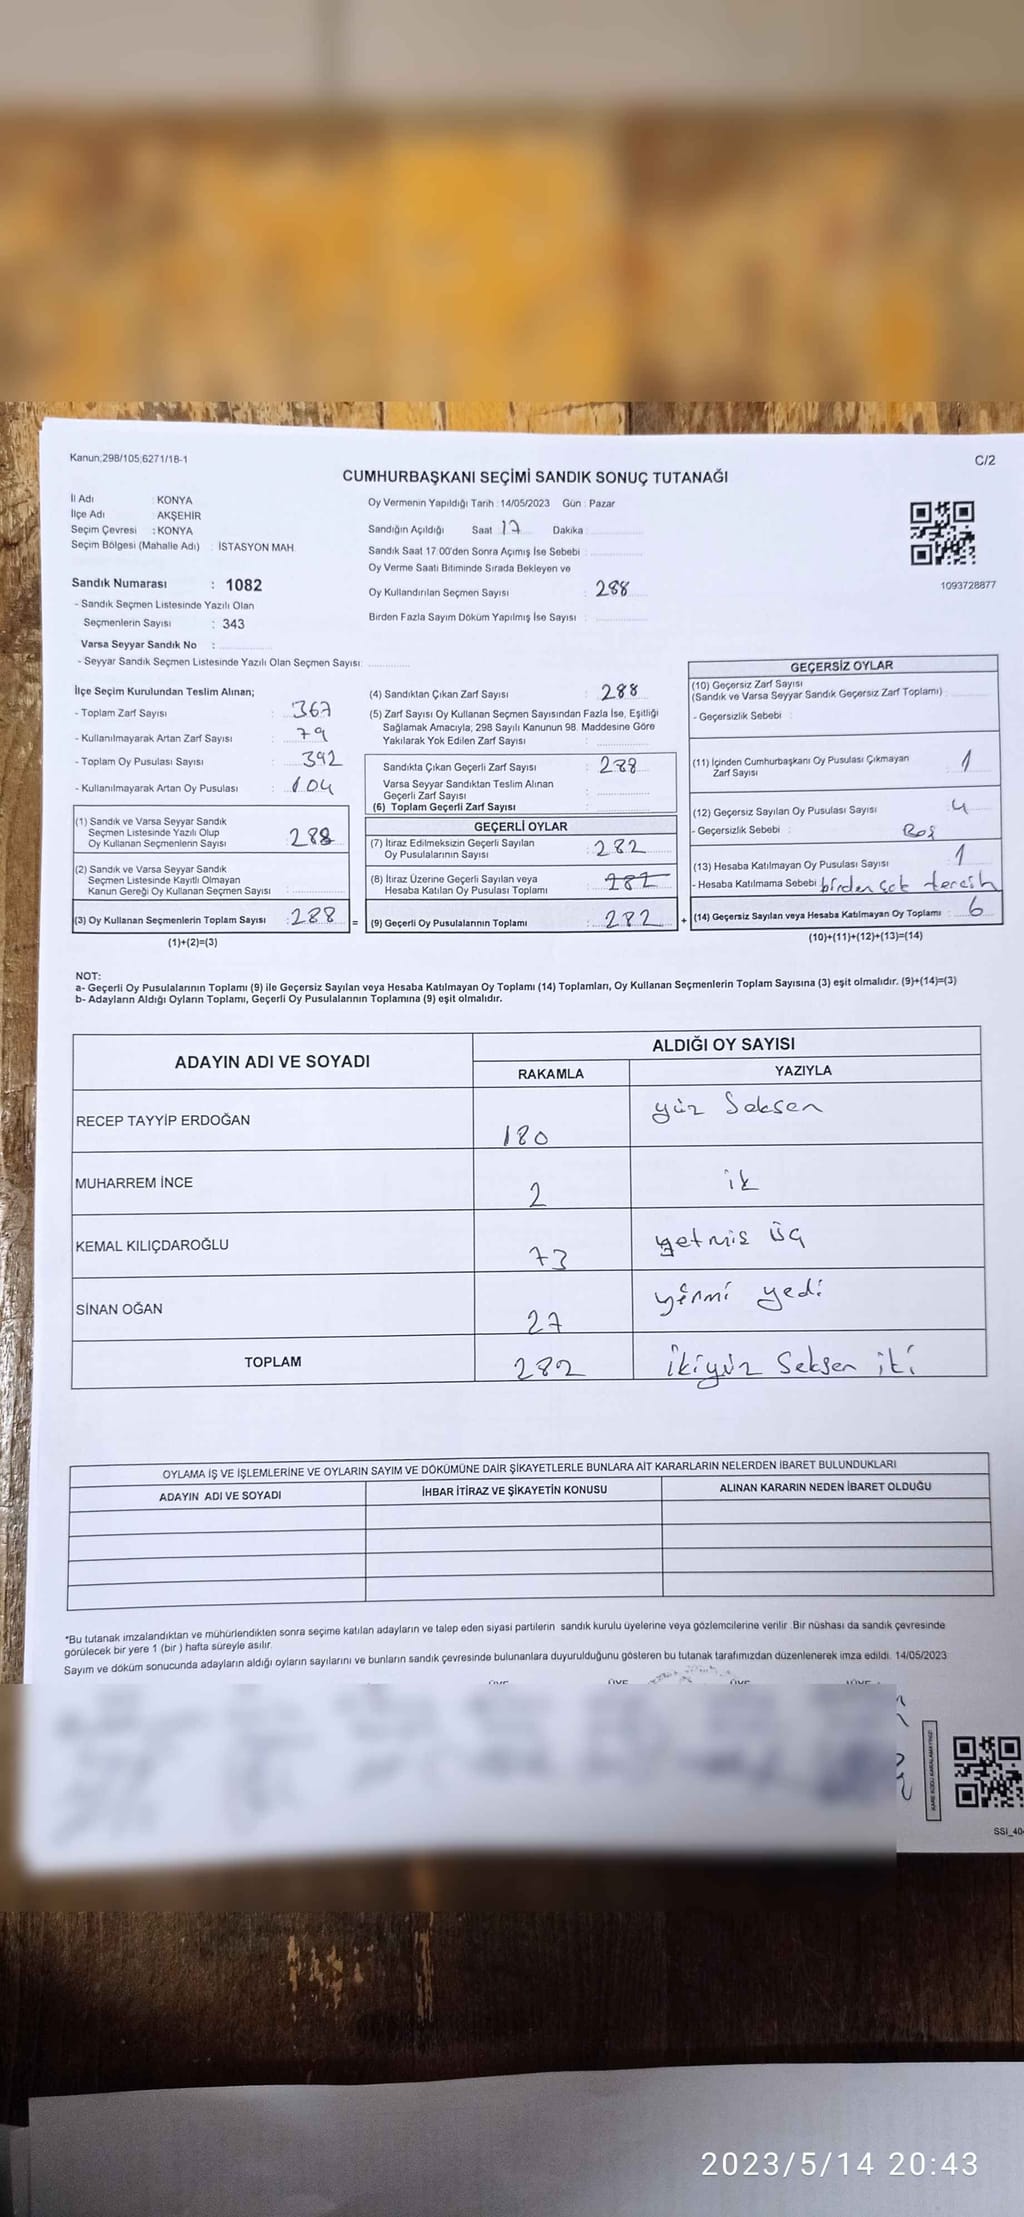 Kanun;298/105;6271/18-1
C/2
CUMHURBAŞKANI SEÇİMİ SANDIK SONUÇ TUTANAĞI
İl Adı : KONYA
İlçe Adı : AKŞEHİR
Seçim Çevresi : KONYA
Seçim Bölgesi (Mahalle Adı) : İSTASYON MAH.
Sandık Numarası : 1082
- Sandık Seçmen Listesinde Yazılı Olan
Seçmenlerin Sayısı : 343
Varsa Seyyar Sandık No :
- Seyyar Sandık Seçmen Listesinde Yazılı Olan Seçmen Sayısı:
Oy Vermenin Yapıldığı Tarih : 14/05/2023 Gün : Pazar
Sandığın Açıldığı Saat 17 Dakika :
Sandık Saat 17:00'den Sonra Açımış İse Sebebi :
Oy Verme Saati Bitiminde Sırada Bekleyen ve
Oy Kullandırılan Seçmen Sayısı : 288
Birden Fazla Sayım Döküm Yapılmış İse Sayısı :
1093728877
İlçe Seçim Kurulundan Teslim Alınan;
- Toplam Zarf Sayısı : 367
- Kullanılmayarak Artan Zarf Sayısı : 79
- Toplam Oy Pusulası Sayısı : 392
- Kullanılmayarak Artan Oy Pusulası : 104
(1) Sandık ve Varsa Seyyar Sandık
Seçmen Listesinde Yazılı Olup
Oy Kullanan Seçmenlerin Sayısı : 288
(2) Sandık ve Varsa Seyyar Sandık
Seçmen Listesinde Kayıtlı Olmayan
Kanun Gereği Oy Kullanan Seçmen Sayısı :
(3) Oy Kullanan Seçmenlerin Toplam Sayısı : 288 =
(1)+(2)=(3)
(4) Sandıktan Çıkan Zarf Sayısı : 288
(5) Zarf Sayısı Oy Kullanan Seçmen Sayısından Fazla İse, Eşitliği
Sağlamak Amacıyla; 298 Sayılı Kanunun 98. Maddesine Göre
Yakılarak Yok Edilen Zarf Sayısı :
Sandıkta Çıkan Geçerli Zarf Sayısı : 288
Varsa Seyyar Sandıktan Teslim Alınan
Geçerli Zarf Sayısı :
(6) Toplam Geçerli Zarf Sayısı :
GEÇERLİ OYLAR
(7) İtiraz Edilmeksizin Geçerli Sayılan
Oy Pusulalarının Sayısı : 282
(8) İtiraz Üzerine Geçerli Sayılan veya
Hesaba Katılan Oy Pusulası Toplamı : 282
(9) Geçerli Oy Pusulalarının Toplamı : 282 +
GEÇERSİZ OYLAR
(10) Geçersiz Zarf Sayısı
(Sandık ve Varsa Seyyar Sandık Geçersiz Zarf Toplamı) :
- Geçersizlik Sebebi :
(11) İçinden Cumhurbaşkanı Oy Pusulası Çıkmayan
Zarf Sayısı : 1
(12) Geçersiz Sayılan Oy Pusulası Sayısı : 4
- Geçersizlik Sebebi : Boş
(13) Hesaba Katılmayan Oy Pusulası Sayısı : 1
- Hesaba Katılmama Sebebi birden çok tercih
(14) Geçersiz Sayılan veya Hesaba Katılmayan Oy Toplamı : 6
(10)+(11)+(12)+(13)=(14)
NOT:
a- Geçerli Oy Pusulalarının Toplamı (9) ile Geçersiz Sayılan veya Hesaba Katılmayan Oy Toplamı (14) Toplamları, Oy Kullanan Seçmenlerin Toplam Sayısına (3) eşit olmalıdır. (9)+(14)=(3)
b- Adayların Aldığı Oyların Toplamı, Geçerli Oy Pusulalarının Toplamına (9) eşit olmalıdır.
ADAYIN ADI VE SOYADI
ALDIĞI OY SAYISI
RAKAMLA YAZIYLA
RECEP TAYYİP ERDOĞAN 180 yüz Seksen
MUHARREM İNCE 2 ik
KEMAL KILIÇDAROĞLU 73 yetmis üç
SİNAN OĞAN 27 yirmi yedi
TOPLAM 282 ikiyüz Seksen iki
OYLAMA İŞ VE İŞLEMLERİNE VE OYLARIN SAYIM VE DÖKÜMÜNE DAİR ŞİKAYETLERLE BUNLARA AİT KARARLARIN NELERDEN İBARET BULUNDUKLARI
ADAYIN ADI VE SOYADI İHBAR İTİRAZ VE ŞİKAYETİN KONUSU ALINAN KARARIN NEDEN İBARET OLDUĞU
*Bu tutanak imzalandıktan ve mühürlendikten sonra seçime katılan adayların ve talep eden siyasi partilerin sandık kurulu üyelerine veya gözlemcilerine verilir .Bir nüshası da sandık çevresinde
görülecek bir yere 1 (bir ) hafta süreyle asılır.
Sayım ve döküm sonucunda adayların aldığı oyların sayılarını ve bunların sandık çevresinde bulunanlara duyurulduğunu gösteren bu tutanak tarafımızdan düzenlenerek imza edildi. 14/05/2023
ÜYE ÜYE ÜYE ÜYE
KARE KODU KARALAMAYINIZ!
SSI_40
2023/5/14 20:43